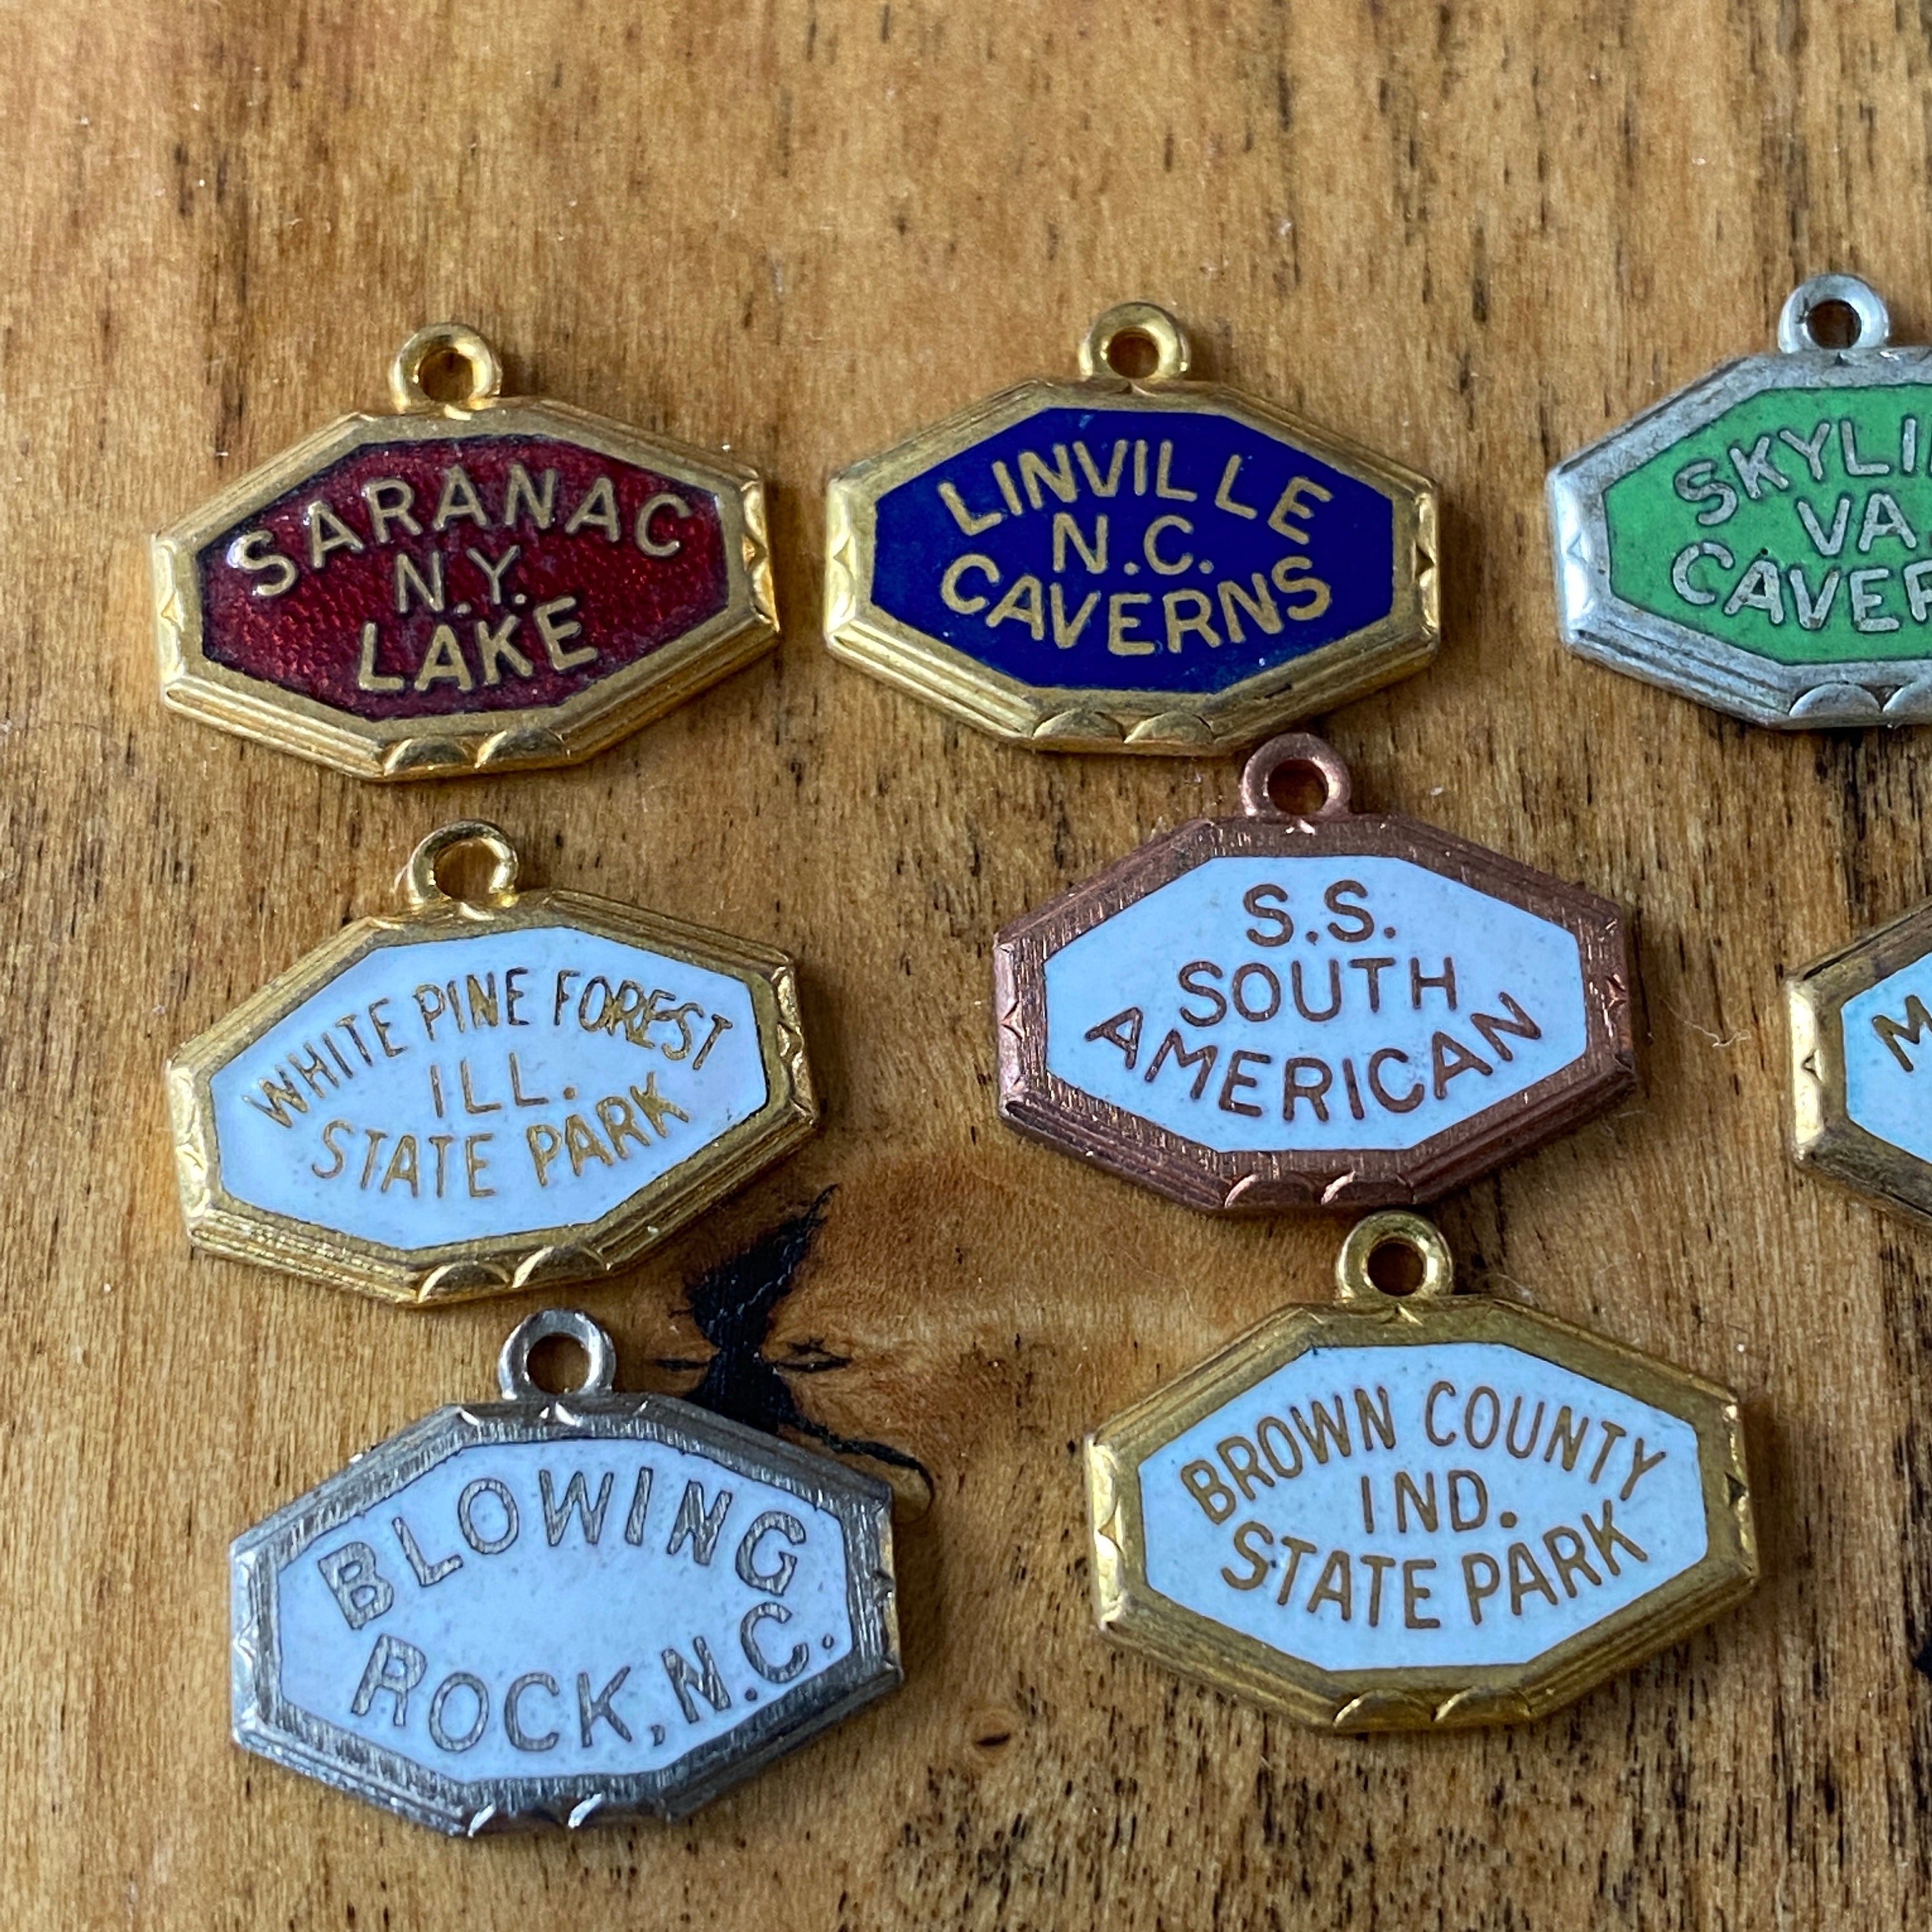 SARANAC
N.Y.
LAKE
LINVILLE
N.C.
CAVERNS
VA
WHITE PINE FOREST
ILL.
STATE PARK
S.S.
SOUTH
AMERICAN
BLOWING
ROCK, N.C.
BROWN COUNTY
IND.
STATE PARK